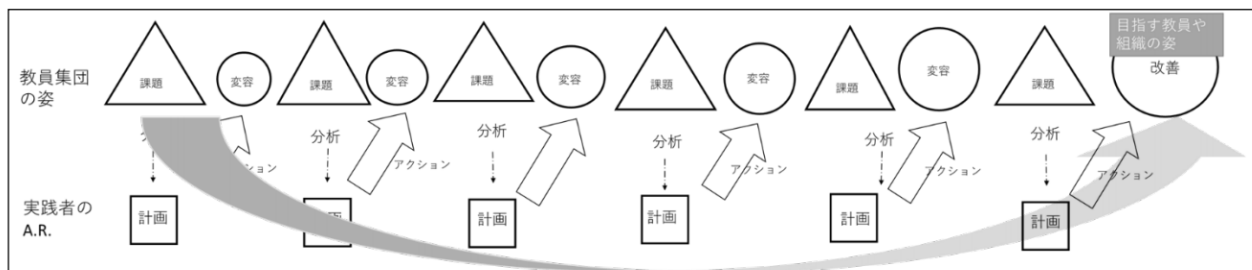 目指す教員や
組織の姿
教員集団
の姿
課題
変容
課題
変容
課題
変容
課題
変容
課題
変容
課題
改善
分
分析
分析
分析
分析
分析
クション
アクション
アクション
アクション
アクション
実践者の
A.R.
計画
計画
計画
計画
計画
計画